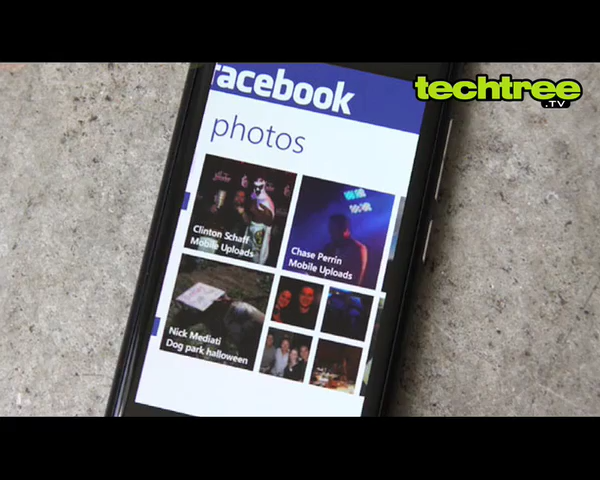 techtree
.TV
facebook
photos
Clinton Schaff
Mobile Uploads
Chase Perrin
Mobile Uploads
Nick Mediati
Dog park halloween